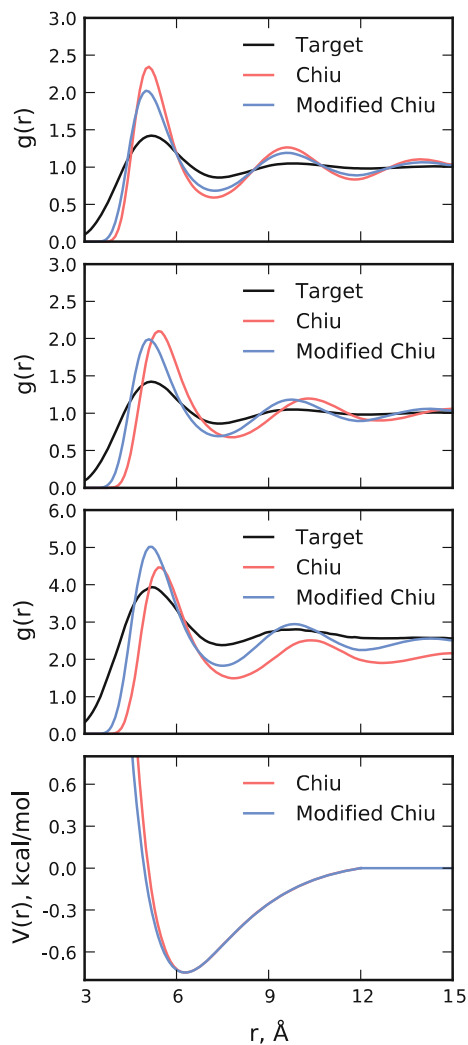 3.0
2.5
2.0
1.5
1.0
0.5
0.0
g(r)
Target
Chiu
Modified Chiu
3.0
2.5
2.0
1.5
1.0
0.5
0.0
g(r)
Target
Chiu
Modified Chiu
6.0
5.0
4.0
3.0
2.0
1.0
0.0
g(r)
Target
Chiu
Modified Chiu
0.6
0.3
0.0
-0.3
-0.6
V(r), kcal/mol
Chiu
Modified Chiu
3 6 9 12 15
r, Å